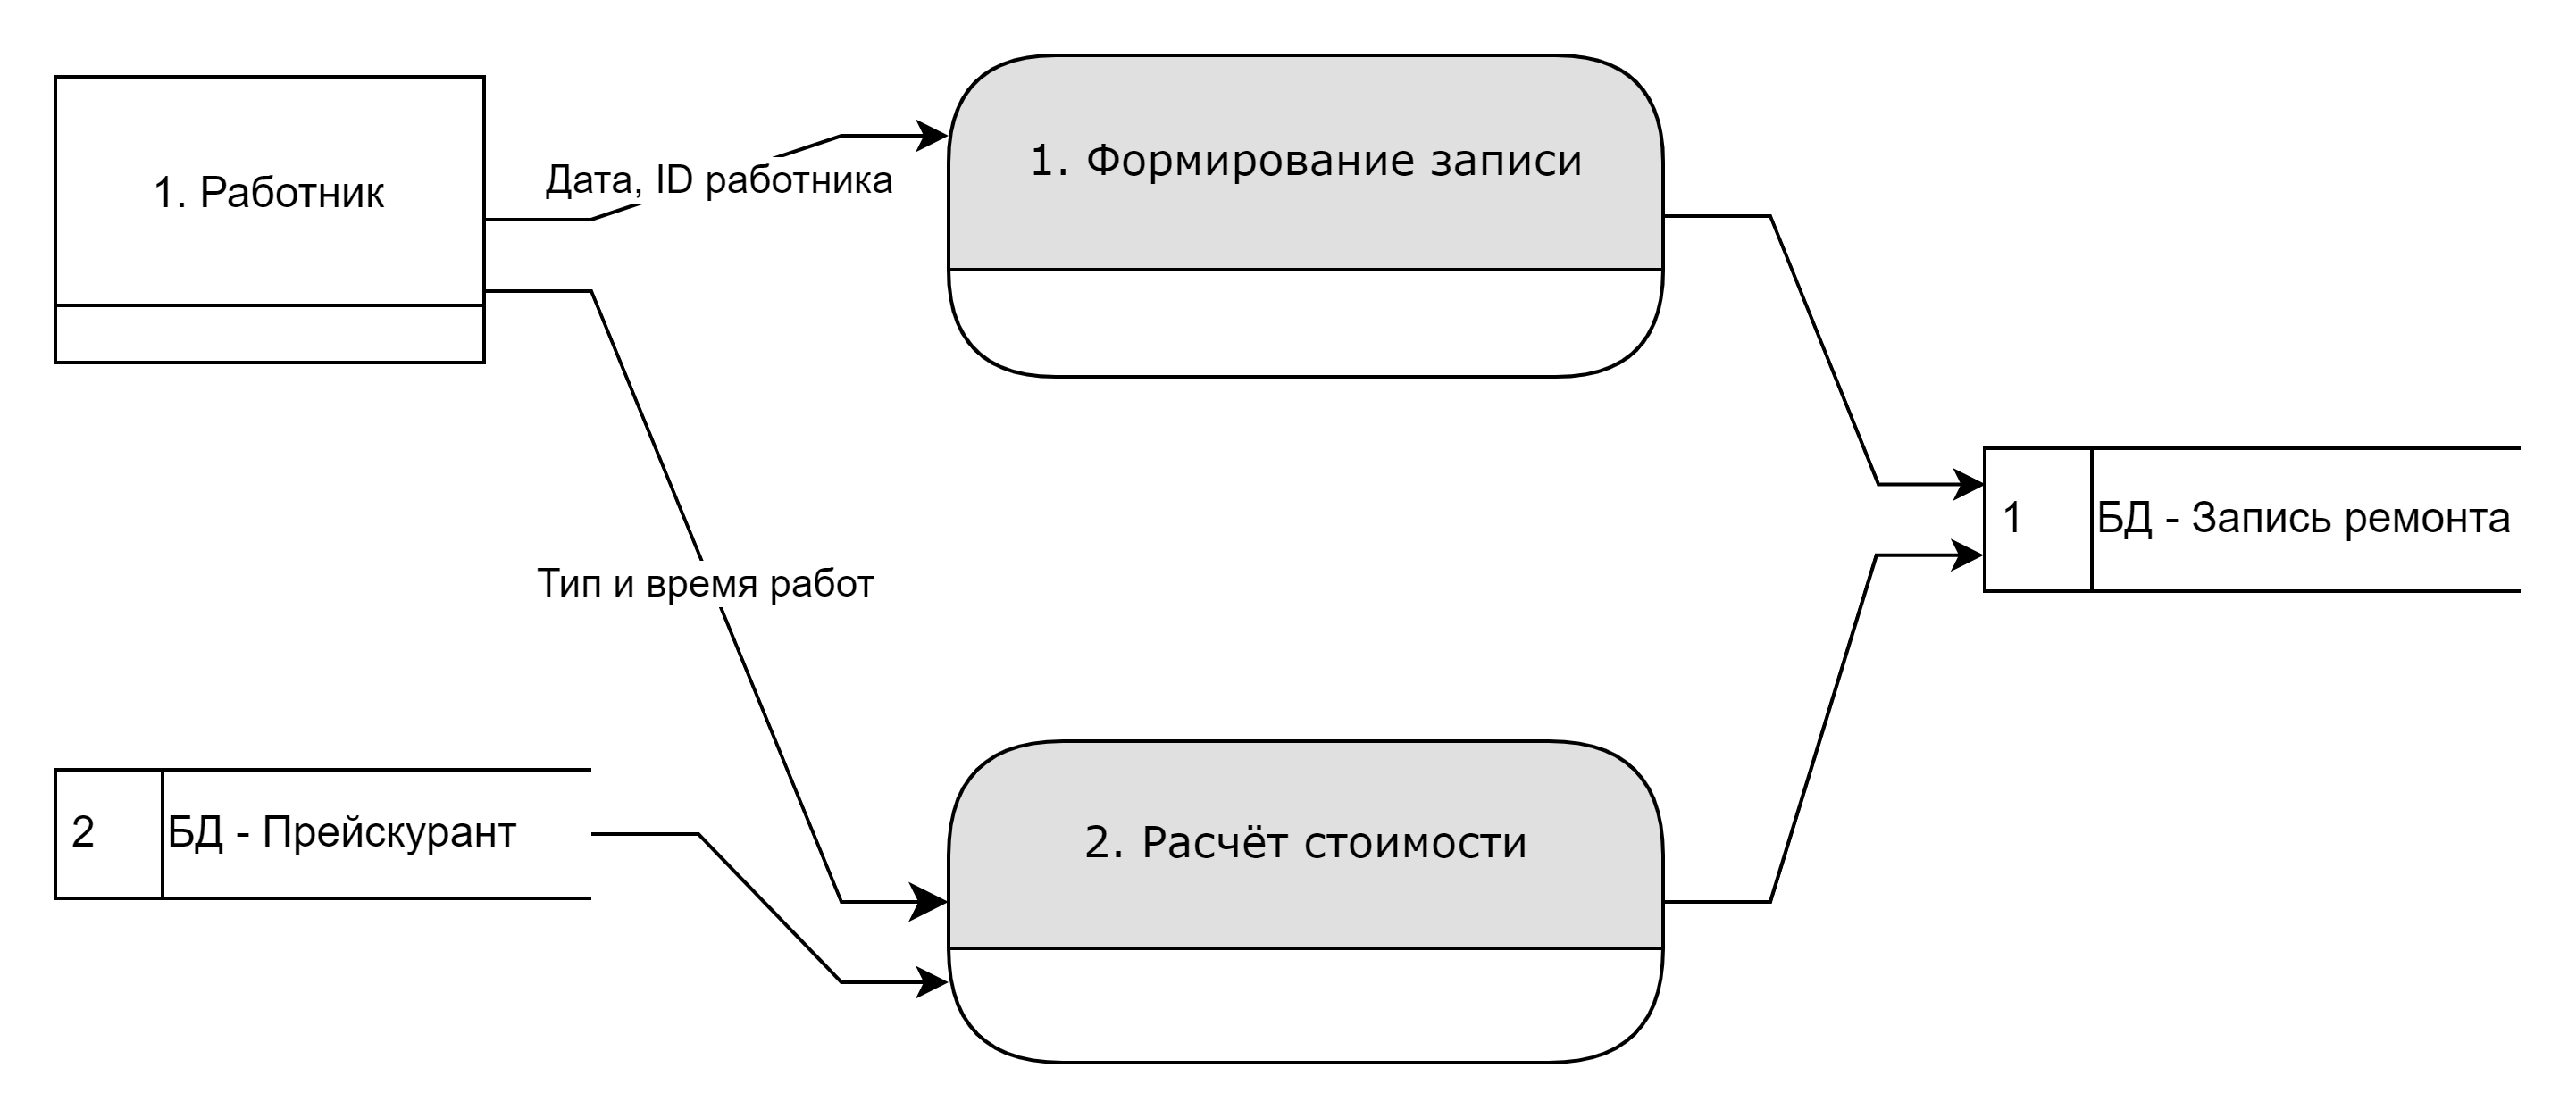 1. Работник
Дата, ID работника
1. Формирование записи
1
БД - Запись ремонта
Тип и время работ
2
БД - Прейскурант
2. Расчёт стоимости